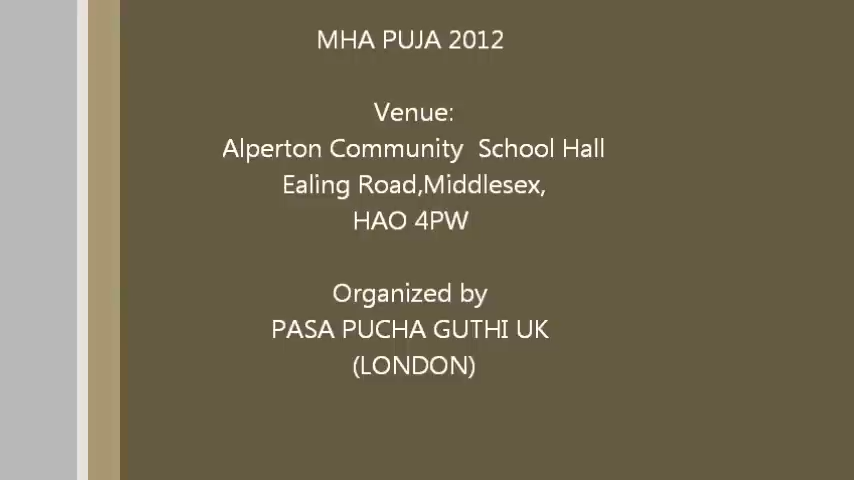 MHA PUJA 2012
Venue:
Alperton Community  School Hall
Ealing Road,Middlesex,
HAO 4PW
Organized by
PASA PUCHA GUTHI UK
(LONDON)